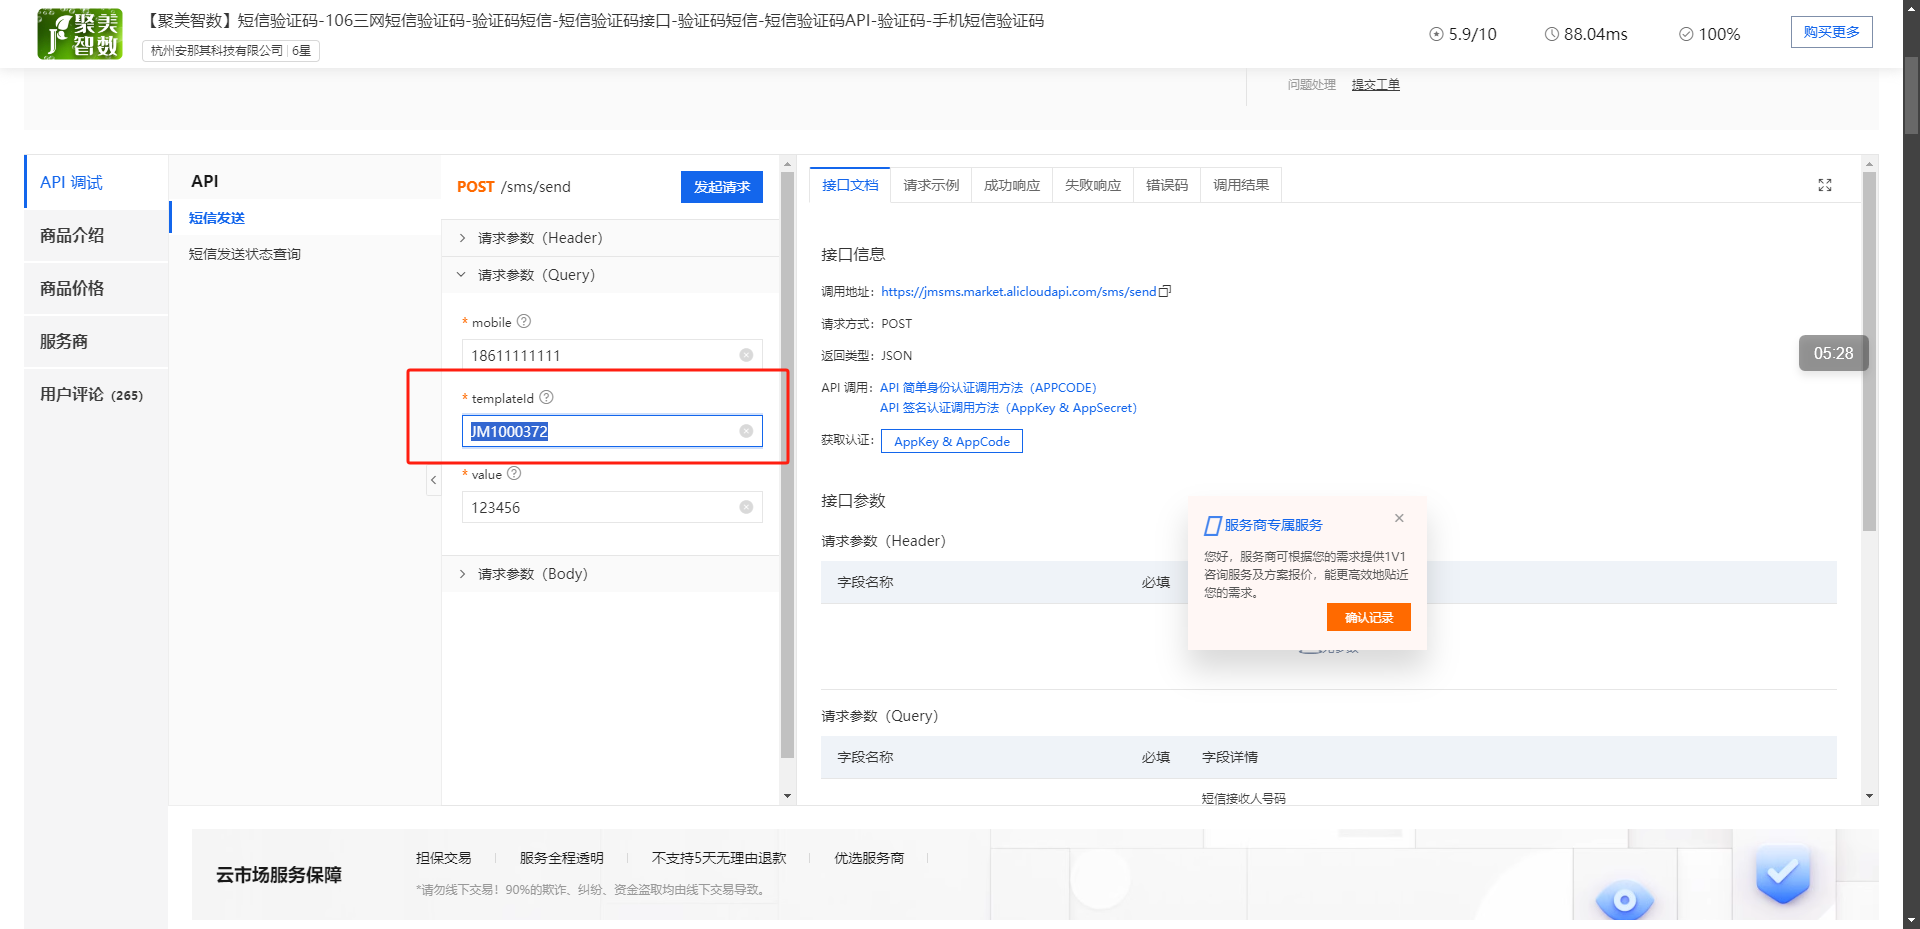 聚美智数
【聚美智数】短信验证码-106三网短信验证码-验证码短信-短信验证码接口-验证码短信-短信验证码API-验证码-手机短信验证码
杭州安那其科技有限公司 | 6星
5.9/10
88.04ms
100%
购买更多
问题处理 提交工单
API 调试
商品介绍
商品价格
服务商
用户评论 (265)
API
短信发送
短信发送状态查询
POST /sms/send
发起请求
请求参数（Header）
请求参数（Query）
* mobile
18611111111
* templateId
JM1000372
* value
123456
请求参数（Body）
接口文档 请求示例 成功响应 失败响应 错误码 调用结果
接口信息
调用地址： https://jmsms.market.alicloudapi.com/sms/send
请求方式： POST
返回类型： JSON
API 调用： API 简单身份认证调用方法（APPCODE）
API 签名认证调用方法（AppKey & AppSecret）
获取认证： AppKey & AppCode
05:28
接口参数
请求参数（Header）
字段名称 必填
服务商专属服务
您好，服务商可根据您的需求提供1V1
咨询服务及方案报价，能更高效地贴近
您的需求。
确认记录
请求参数（Query）
字段名称 必填 字段详情
短信接收人号码
云市场服务保障
担保交易 服务全程透明 不支持5天无理由退款 优选服务商
*请勿线下交易！90%的欺诈、纠纷、资金盗取均由线下交易导致。